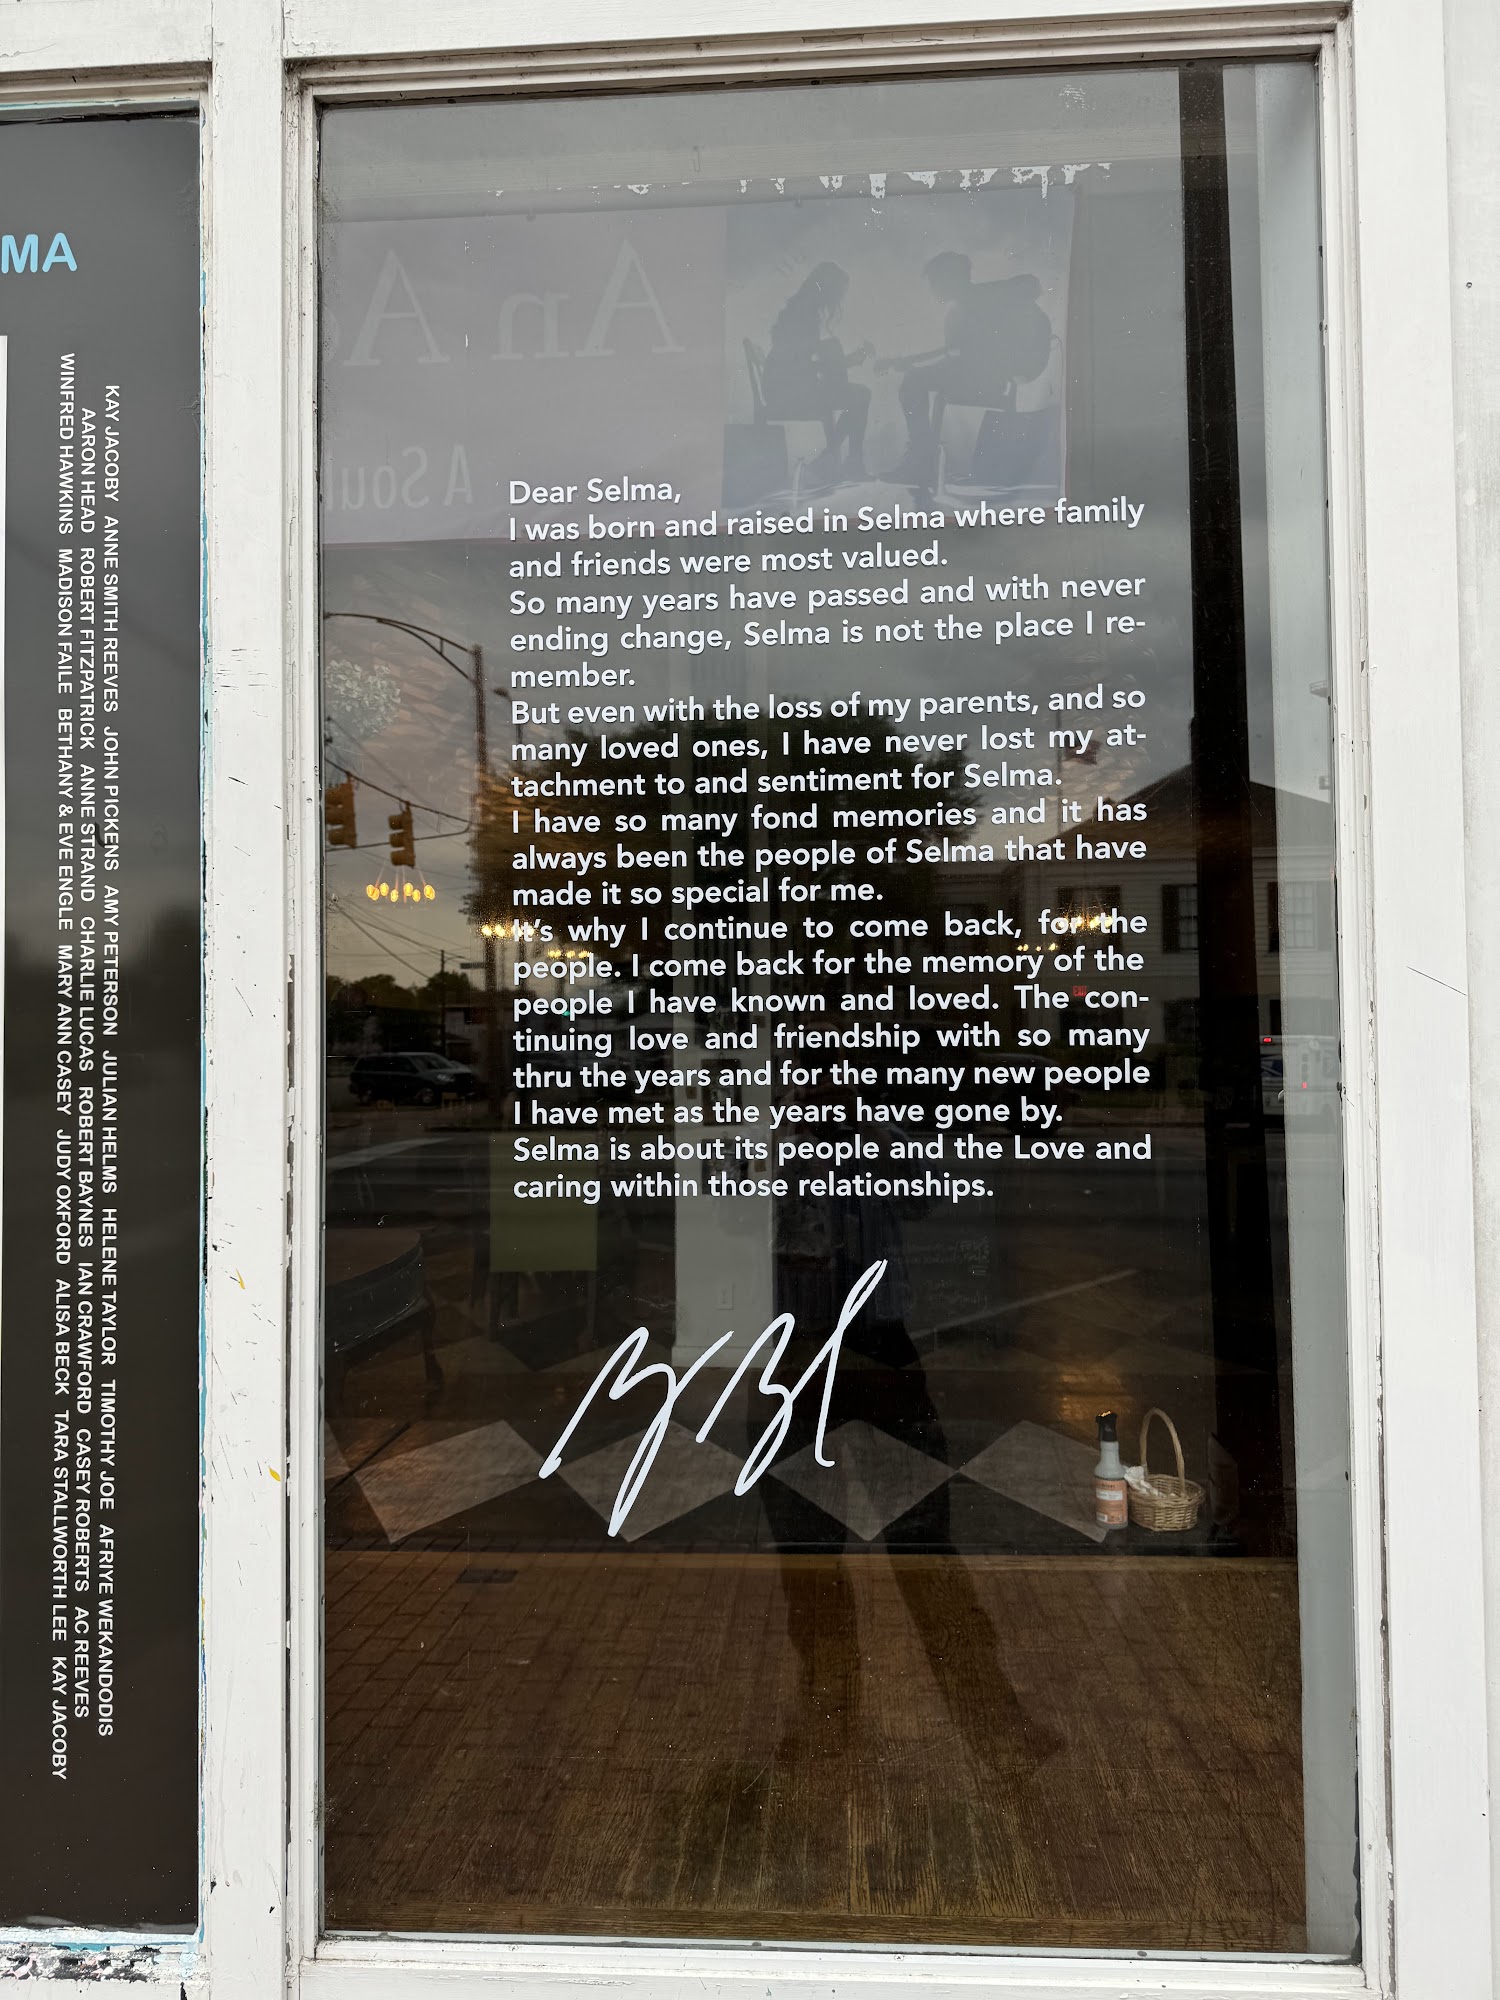 MA
KAY JACOBY ANNE SMITH REEVES JOHN PICKENS AMY PETERSON JULIAN HELMS HELENE TAYLOR TIMOTHY JOE AFRIYE WEKANDODIS
AARON HEAD ROBERT FITZPATRICK ANNE STRAND CHARLIE LUCAS ROBERT BAYNES IAN CRAWFORD CASEY ROBERTS AC REEVES
WINFRED HAWKINS MADISON FAILE BETHANY & EVE ENGLE MARY ANN CASEY JUDY OXFORD ALISA BECK TARA STALLWORTH LEE KAY JACOBY
An Ac
A Soul
Dear Selma,
I was born and raised in Selma where family
and friends were most valued.
So many years have passed and with never
ending change, Selma is not the place I re-
member.
But even with the loss of my parents, and so
many loved ones, I have never lost my at-
tachment to and sentiment for Selma.
I have so many fond memories and it has
always been the people of Selma that have
made it so special for me.
It's why I continue to come back, for the
people. I come back for the memory of the
people I have known and loved. The con-
tinuing love and friendship with so many
thru the years and for the many new people
I have met as the years have gone by.
Selma is about its people and the Love and
caring within those relationships.